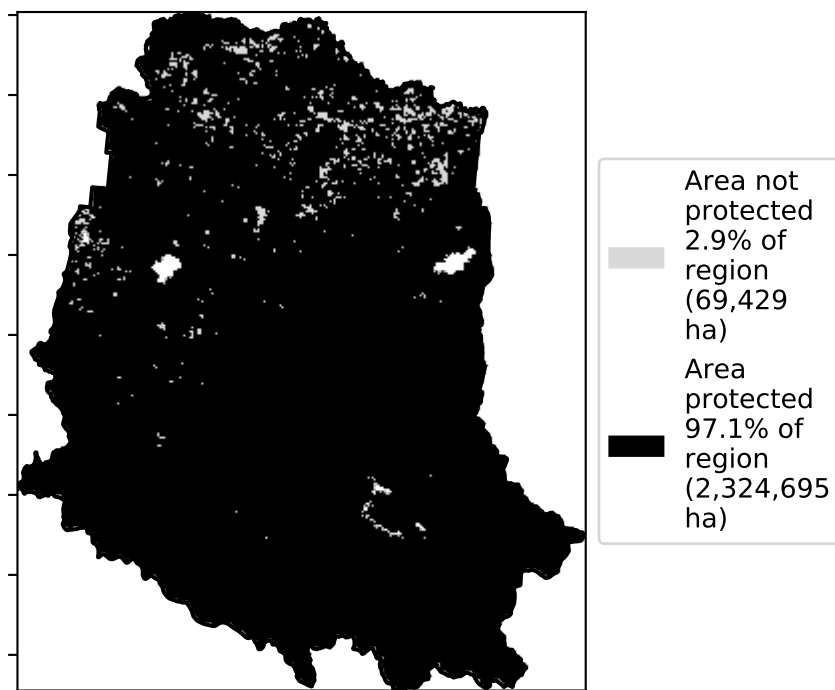 Area not
protected
2.9% of
region
(69,429
ha)
Area
protected
97.1% of
region
(2,324,695
ha)